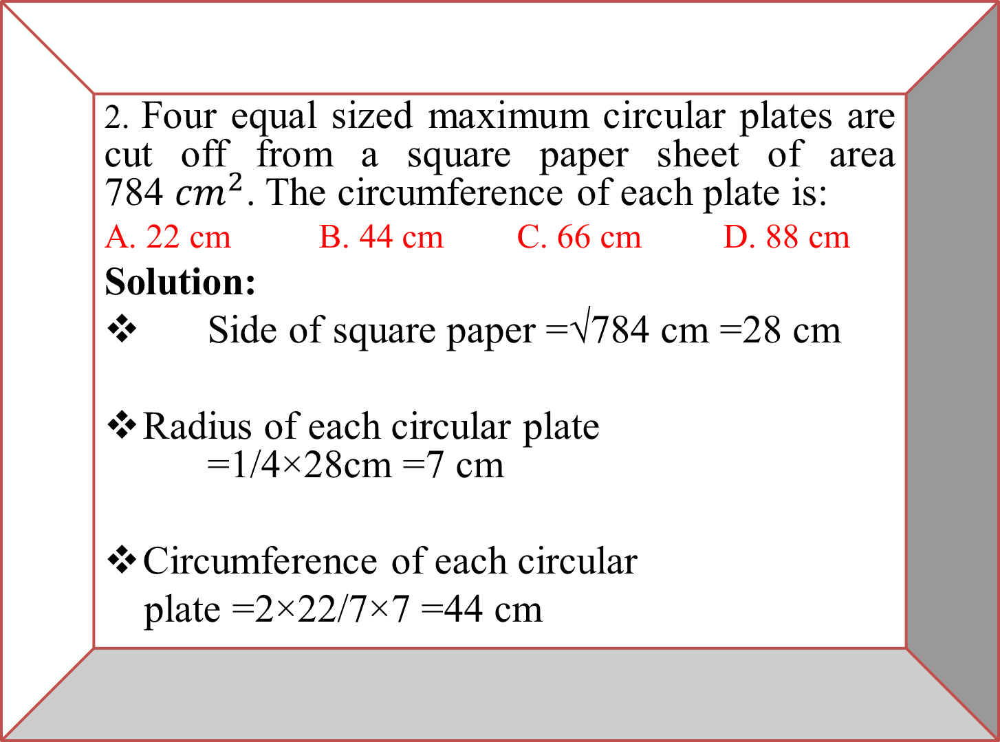 2. Four equal sized maximum circular plates are
cut off from a square paper sheet of area
784 𝑐𝑚². The circumference of each plate is:
A. 22 cm B. 44 cm C. 66 cm D. 88 cm
Solution:
❖ Side of square paper =√784 cm =28 cm
❖ Radius of each circular plate
=1/4×28cm =7 cm
❖ Circumference of each circular
plate =2×22/7×7 =44 cm